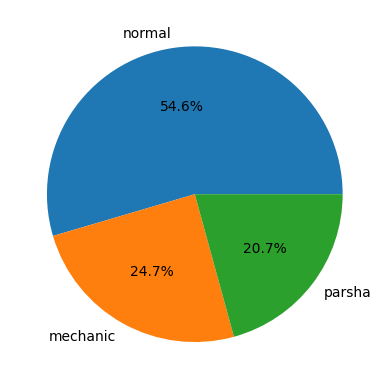 normal
54.6%
24.7%
20.7%
parsha
mechanic